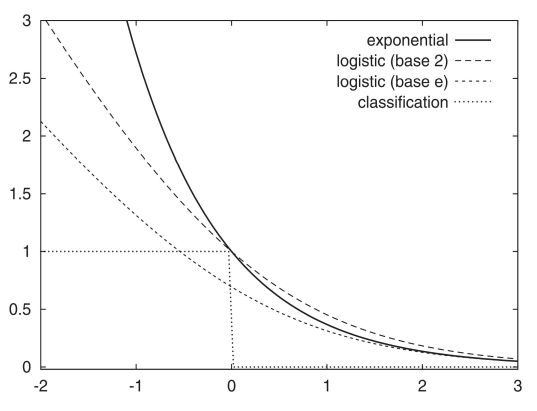 3
2.5
2
1.5
1
0.5
0
-2 -1 0 1 2 3
exponential
logistic (base 2)
logistic (base e)
classification